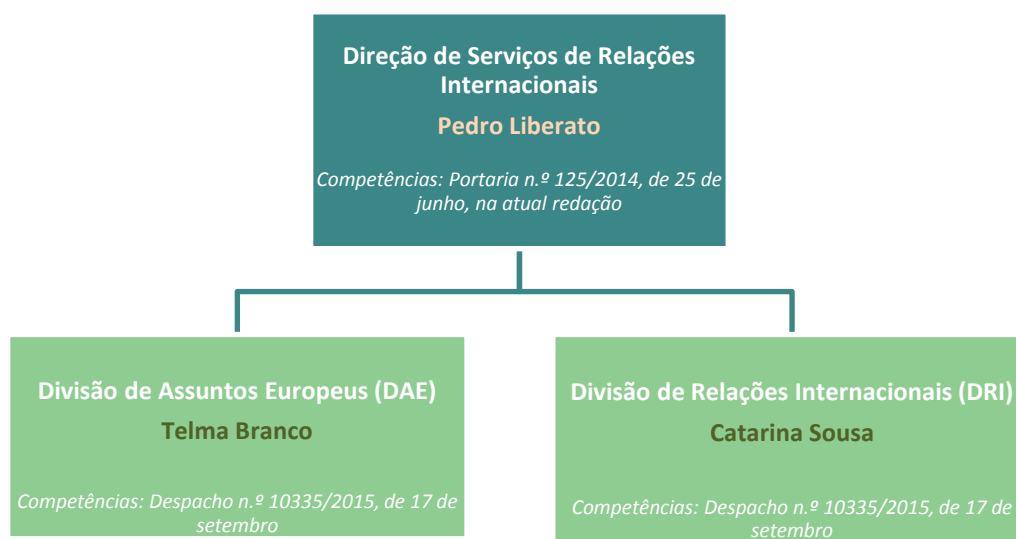 Direção de Serviços de Relações
Internacionais
Pedro Liberato
Competências: Portaria n.º 125/2014, de 25 de
junho, na atual redação
Divisão de Assuntos Europeus (DAE)
Telma Branco
Competências: Despacho n.º 10335/2015, de 17 de
setembro
Divisão de Relações Internacionais (DRI)
Catarina Sousa
Competências: Despacho n.º 10335/2015, de 17 de
setembro